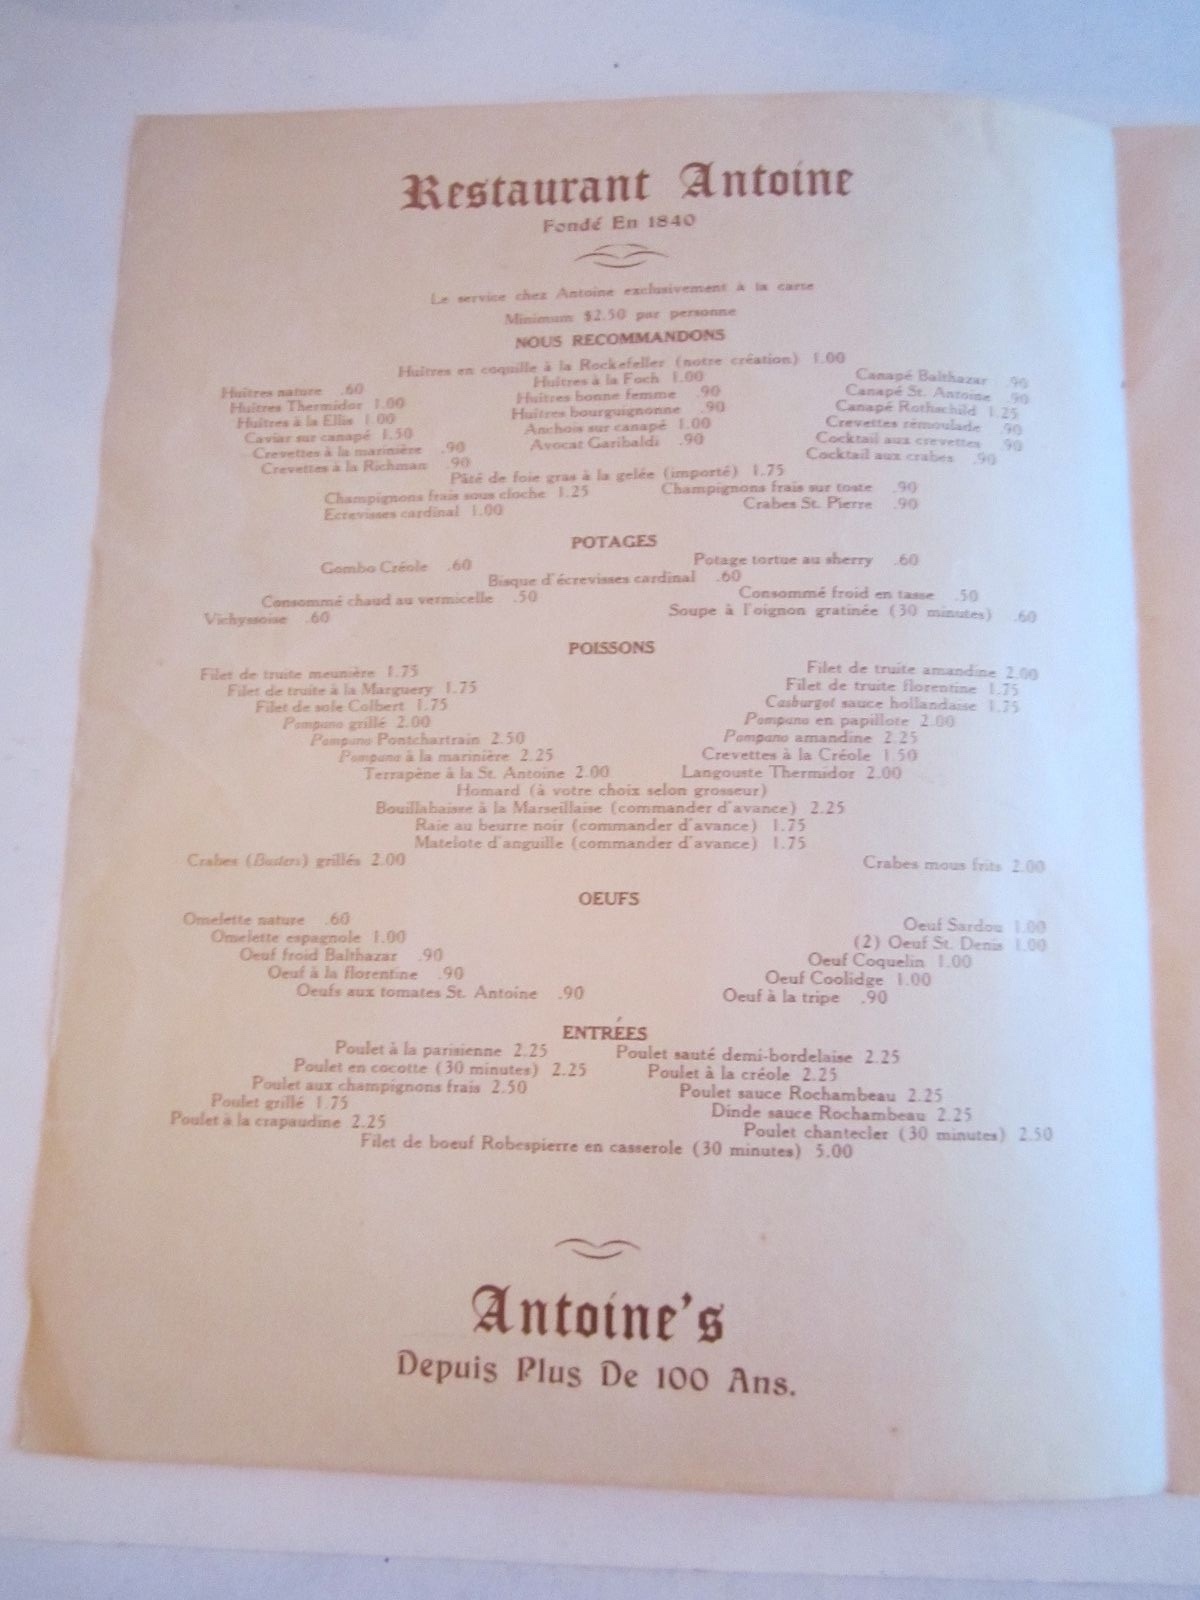 Restaurant Antoine
Fondé En 1840
Le service chez Antoine exclusivement à la carte
Minimum $2.50 par personne
NOUS RECOMMANDONS
Huîtres en coquille à la Rockefeller (notre création) 1.00
Huîtres nature .60 Huîtres à la Foch 1.00 Canapé Balthazar .90
Huîtres Thermidor 1.00 Huîtres bonne femme .90 Canapé St. Antoine .90
Huîtres à la Ellis 1.00 Huîtres bourguignonne .90 Canapé Rothschild 1.25
Caviar sur canapé 1.50 Anchois sur canapé 1.00 Crevettes rémoulade .90
Crevettes à la marinière .90 Avocat Garibaldi .90 Cocktail aux crevettes .90
Crevettes à la Richman .90 Cocktail aux crabes .90
Pâté de foie gras à la gelée (importé) 1.75
Champignons frais sous cloche 1.25 Champignons frais sur toste .90
Ecrevisses cardinal 1.00 Crabes St. Pierre .90
POTAGES
Gombo Créole .60 Potage tortue au sherry .60
Bisque d'écrevisses cardinal .60
Consommé chaud au vermicelle .50 Consommé froid en tasse .50
Vichyssoise .60 Soupe à l'oignon gratinée (30 minutes) .60
POISSONS
Filet de truite meunière 1.75 Filet de truite amandine 2.00
Filet de truite à la Marguery 1.75 Filet de truite florentine 1.75
Filet de sole Colbert 1.75 Casburgot sauce hollandaise 1.75
Pompano grillé 2.00 Pompano en papillote 2.00
Pompano Pontchartrain 2.50 Pompano amandine 2.25
Pompano à la marinière 2.25 Crevettes à la Créole 1.50
Terrapène à la St. Antoine 2.00 Langouste Thermidor 2.00
Homard (à votre choix selon grosseur)
Bouillabaisse à la Marseillaise (commander d'avance) 2.25
Raie au beurre noir (commander d'avance) 1.75
Matelote d'anguille (commander d'avance) 1.75
Crabes (Busters) grillés 2.00 Crabes mous frits 2.00
OEUFS
Omelette nature .60 Oeuf Sardou 1.00
Omelette espagnole 1.00 (2) Oeuf St. Denis 1.00
Oeuf froid Balthazar .90 Oeuf Coquelin 1.00
Oeuf à la florentine .90 Oeuf Coolidge 1.00
Oeufs aux tomates St. Antoine .90 Oeuf à la tripe .90
ENTRÉES
Poulet à la parisienne 2.25 Poulet sauté demi-bordelaise 2.25
Poulet en cocotte (30 minutes) 2.25 Poulet à la créole 2.25
Poulet aux champignons frais 2.50 Poulet sauce Rochambeau 2.25
Poulet grillé 1.75 Dinde sauce Rochambeau 2.25
Poulet à la crapaudine 2.25 Poulet chantecler (30 minutes) 2.50
Filet de boeuf Robespierre en casserole (30 minutes) 5.00
Antoine's
Depuis Plus De 100 Ans.